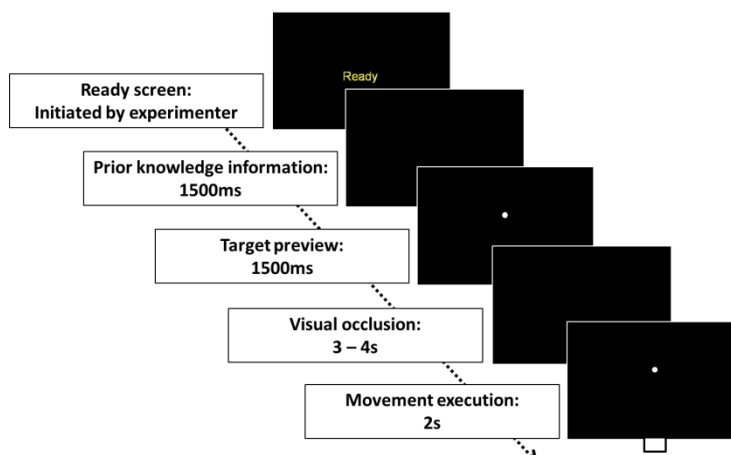 Ready
Ready screen:
Initiated by experimenter
Prior knowledge information:
1500ms
Target preview:
1500ms
Visual occlusion:
3 – 4s
Movement execution:
2s